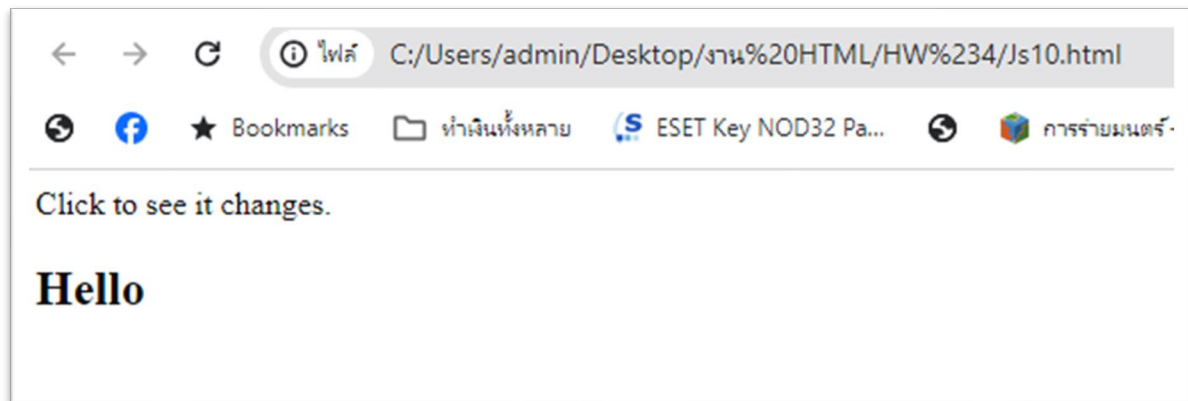 ไฟล์ C:/Users/admin/Desktop/งาน%20HTML/HW%234/Js10.html
Bookmarks ทำเงินทั้งหลาย ESET Key NOD32 Pa... การร่ายมนตร์ -
Click to see it changes.
Hello